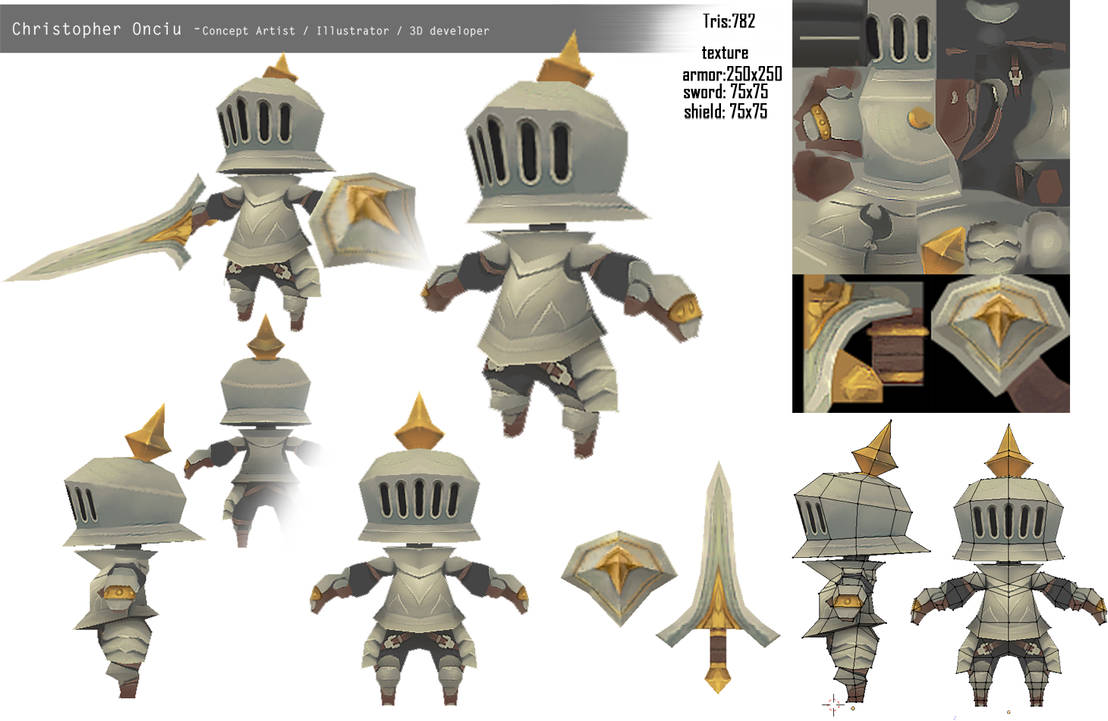 Christopher Onciu -Concept Artist / Illustrator / 3D developer
Tris:782
texture
armor:250x250
sword: 75x75
shield: 75x75